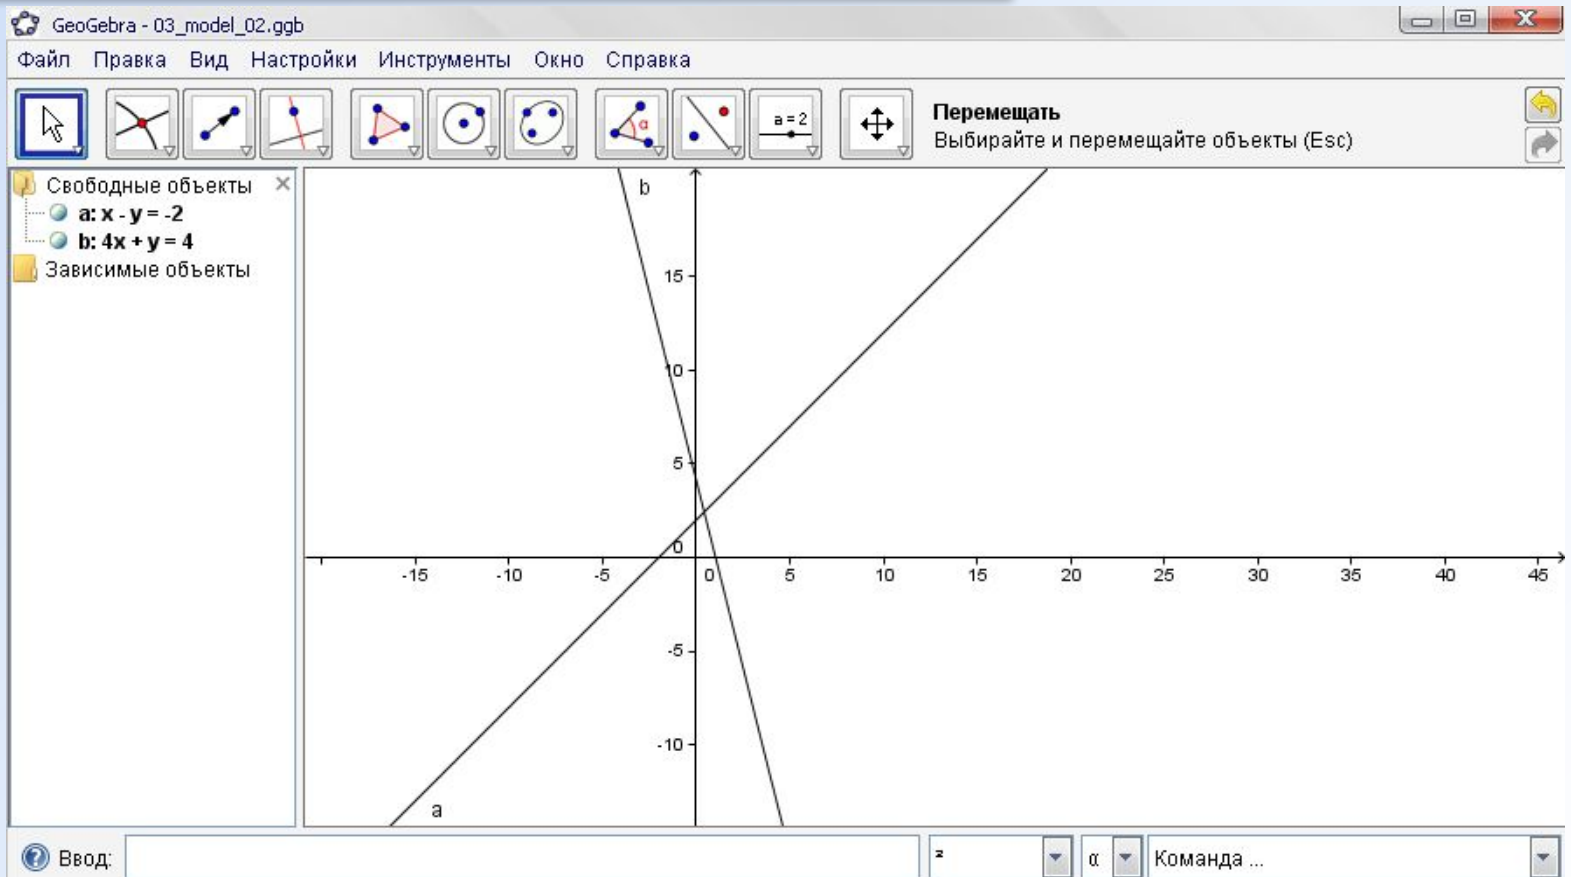 GeoGebra - 03_model_02.ggb
Файл Правка Вид Настройки Инструменты Окно Справка
α
a = 2
Перемещать
Выбирайте и перемещайте объекты (Esc)
Свободные объекты
a: x - y = -2
b: 4x + y = 4
Зависимые объекты
b
15
10
5
0
-15 -10 -5 0 5 10 15 20 25 30 35 40 45
-5
-10
a
Ввод: ² α Команда ...